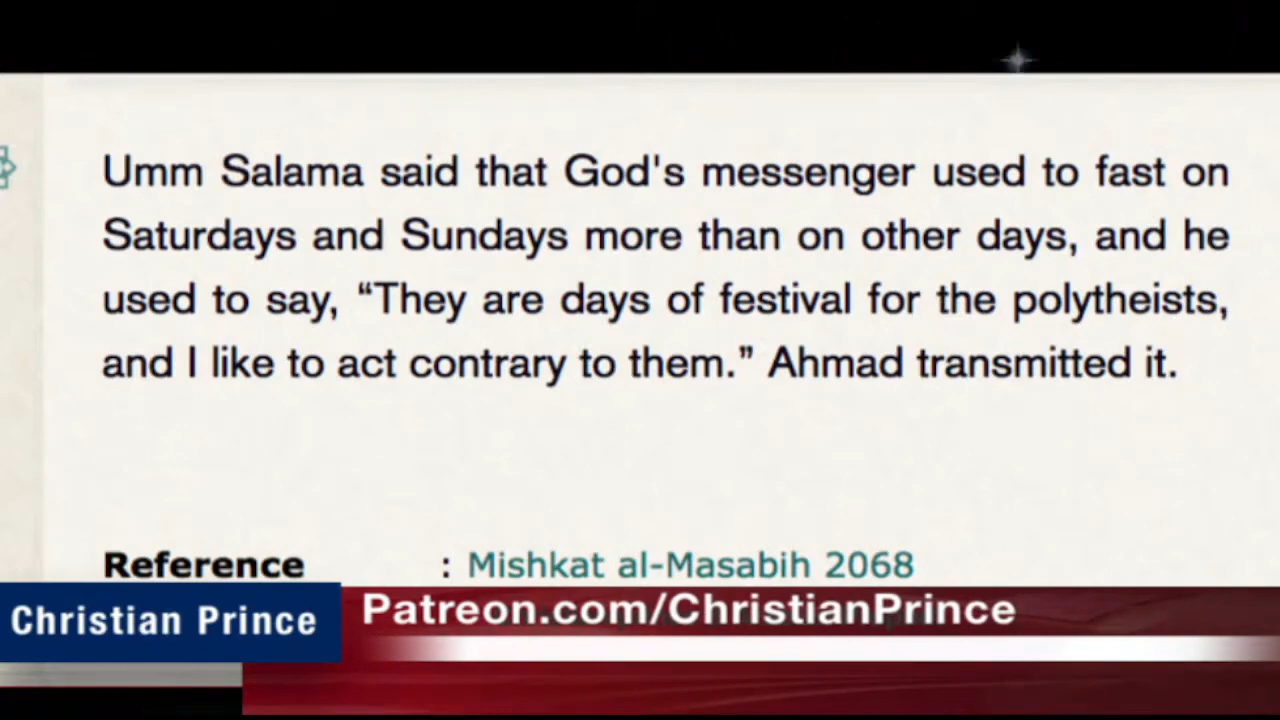 Umm Salama said that God's messenger used to fast on
Saturdays and Sundays more than on other days, and he
used to say, “They are days of festival for the polytheists,
and I like to act contrary to them.” Ahmad transmitted it.
Reference : Mishkat al-Masabih 2068
Christian Prince
Patreon.com/ChristianPrince